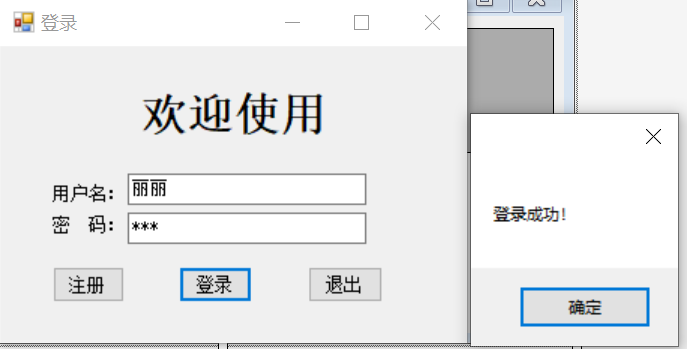 登录
欢迎使用
用户名: 丽丽
密 码: ***
注册 登录 退出
登录成功!
确定